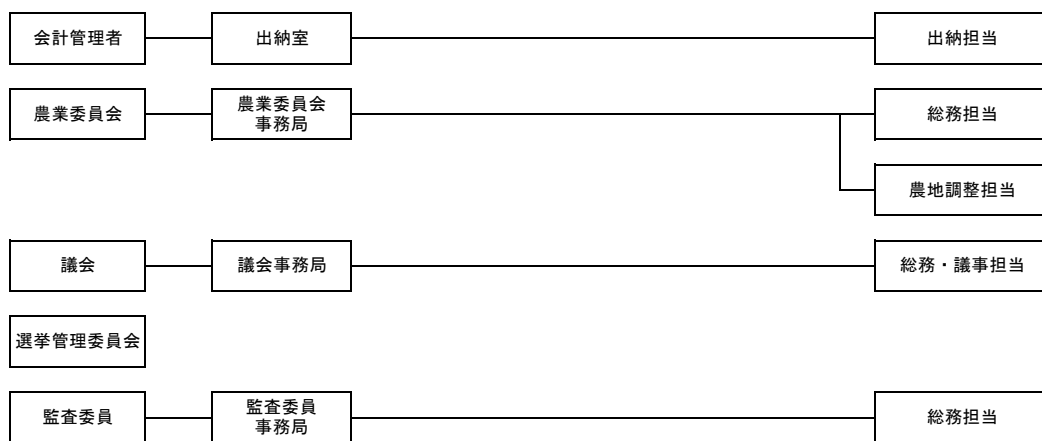 会計管理者
出納室
出納担当
農業委員会
農業委員会
事務局
総務担当
農地調整担当
議会
議会事務局
総務・議事担当
選挙管理委員会
監査委員
監査委員
事務局
総務担当